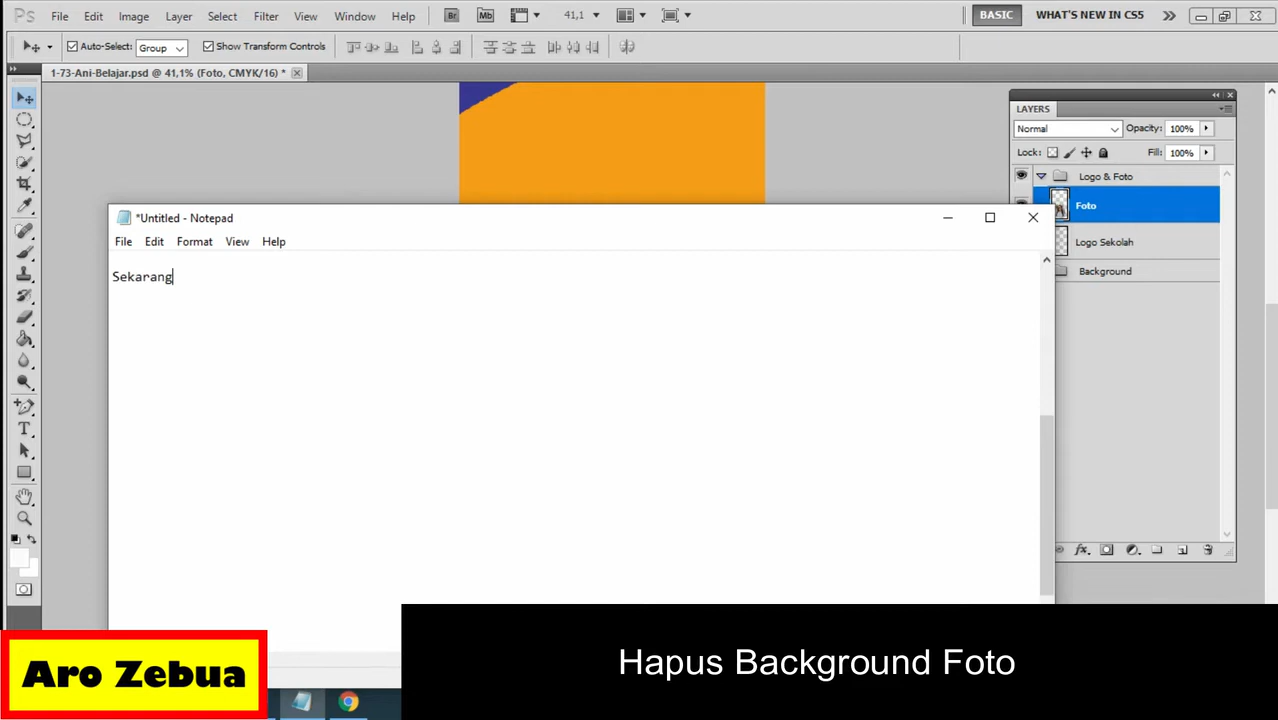 Ps File Edit Image Layer Select Filter View Window Help Br Mb 41,1 BASIC WHAT'S NEW IN CS5
Auto-Select: Group Show Transform Controls
1-73-Ani-Belajar.psd @ 41,1% (Foto, CMYK/16) *
LAYERS
Normal Opacity: 100%
Lock: Fill: 100%
Logo & Foto
Foto
Logo Sekolah
Background
*Untitled - Notepad
File Edit Format View Help
Sekarang
Aro Zebua
Hapus Background Foto